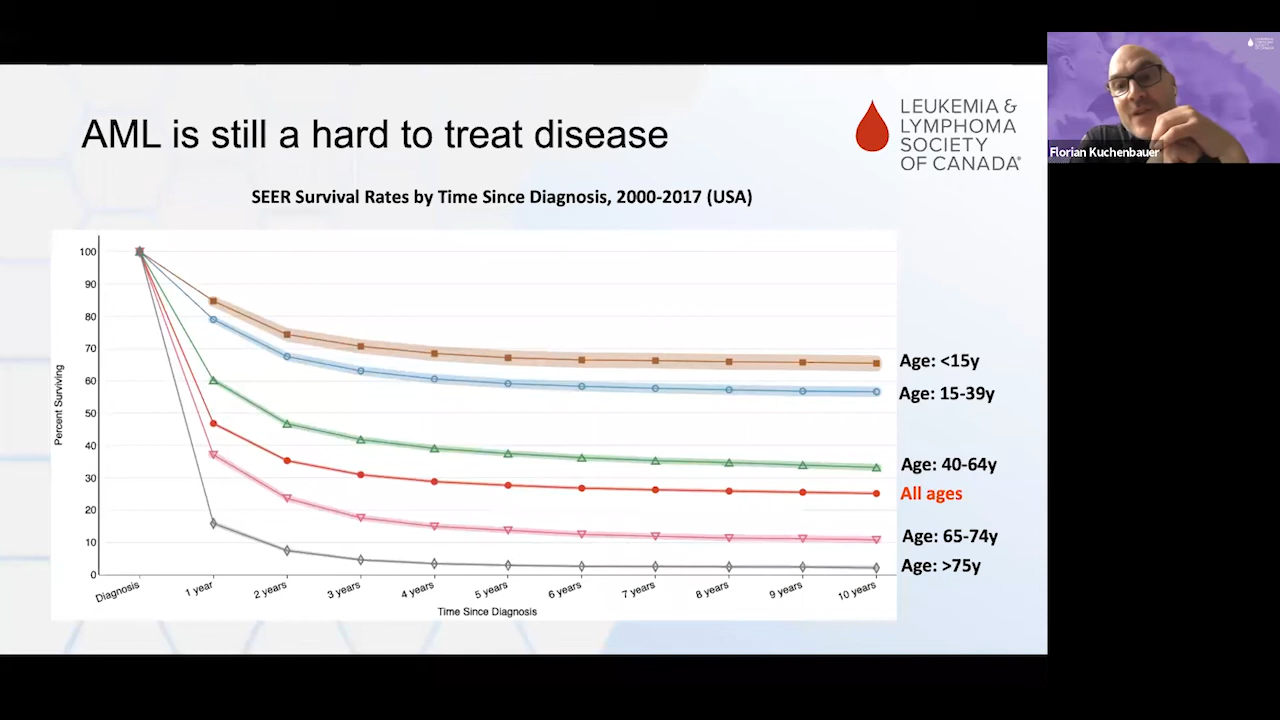 AML is still a hard to treat disease
LEUKEMIA &
LYMPHOMA
SOCIETY
OF CANADA®
Florian Kuchenbauer
SEER Survival Rates by Time Since Diagnosis, 2000-2017 (USA)
Percent Surviving
100
90
80
70
60
50
40
30
20
10
0
Age: <15y
Age: 15-39y
Age: 40-64y
All ages
Age: 65-74y
Age: >75y
Diagnosis
1 year
2 years
3 years
4 years
5 years
6 years
7 years
8 years
9 years
10 years
Time Since Diagnosis